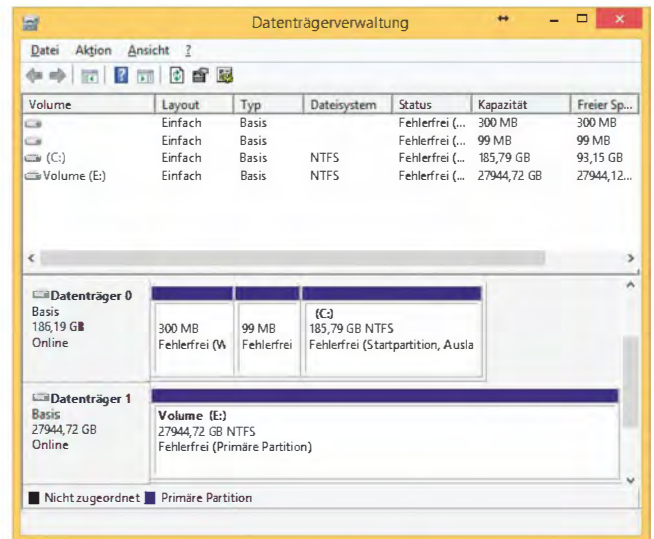 Datenträgerverwaltung
Datei Aktion Ansicht ?
Volume Layout Typ Dateisystem Status Kapazität Freier Sp...
Einfach Basis Fehlerfrei (... 300 MB 300 MB
Einfach Basis Fehlerfrei (... 99 MB 99 MB
(C:) Einfach Basis NTFS Fehlerfrei (... 185,79 GB 93,15 GB
Volume (E:) Einfach Basis NTFS Fehlerfrei (... 27944,72 GB 27944,12...
Datenträger 0
Basis
186,19 GB
Online
300 MB
Fehlerfrei (W
99 MB
Fehlerfrei
(C:)
185,79 GB NTFS
Fehlerfrei (Startpartition, Ausla
Datenträger 1
Basis
27944,72 GB
Online
Volume (E:)
27944,72 GB NTFS
Fehlerfrei (Primäre Partition)
Nicht zugeordnet Primäre Partition